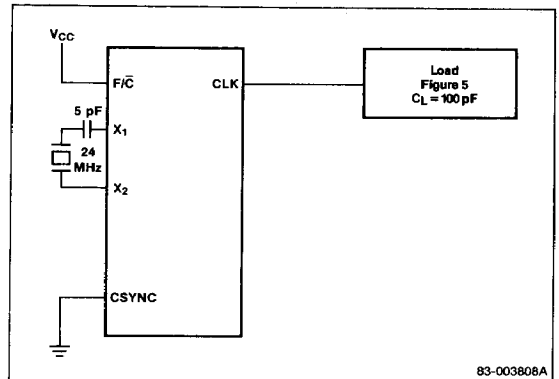 VCC
F/C̅
CLK
Load
Figure 5
CL = 100 pF
5 pF
X1
24
MHz
X2
CSYNC
83-003808A